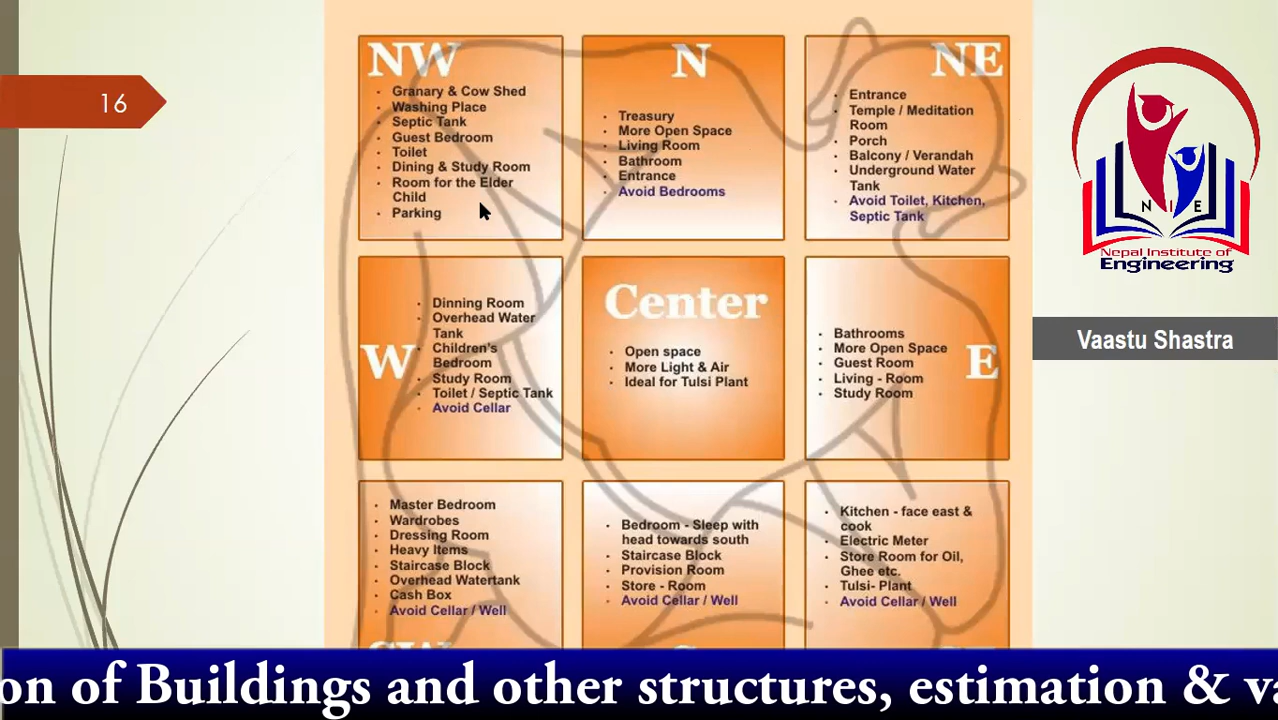 16
NW
Granary & Cow Shed
Washing Place
Septic Tank
Guest Bedroom
Toilet
Dining & Study Room
Room for the Elder
Child
Parking
N
Treasury
More Open Space
Living Room
Bathroom
Entrance
Avoid Bedrooms
NE
Entrance
Temple / Meditation
Room
Porch
Balcony / Verandah
Underground Water
Tank
Avoid Toilet, Kitchen,
Septic Tank
NIE
Nepal Institute of
Engineering
Vaastu Shastra
W
Dinning Room
Overhead Water
Tank
Children's
Bedroom
Study Room
Toilet / Septic Tank
Avoid Cellar
Center
Open space
More Light & Air
Ideal for Tulsi Plant
E
Bathrooms
More Open Space
Guest Room
Living - Room
Study Room
Master Bedroom
Wardrobes
Dressing Room
Heavy Items
Staircase Block
Overhead Watertank
Cash Box
Avoid Cellar / Well
Bedroom - Sleep with
head towards south
Staircase Block
Provision Room
Store - Room
Avoid Cellar / Well
Kitchen - face east &
cook
Electric Meter
Store Room for Oil,
Ghee etc.
Tulsi- Plant
Avoid Cellar / Well
on of Buildings and other structures, estimation & va